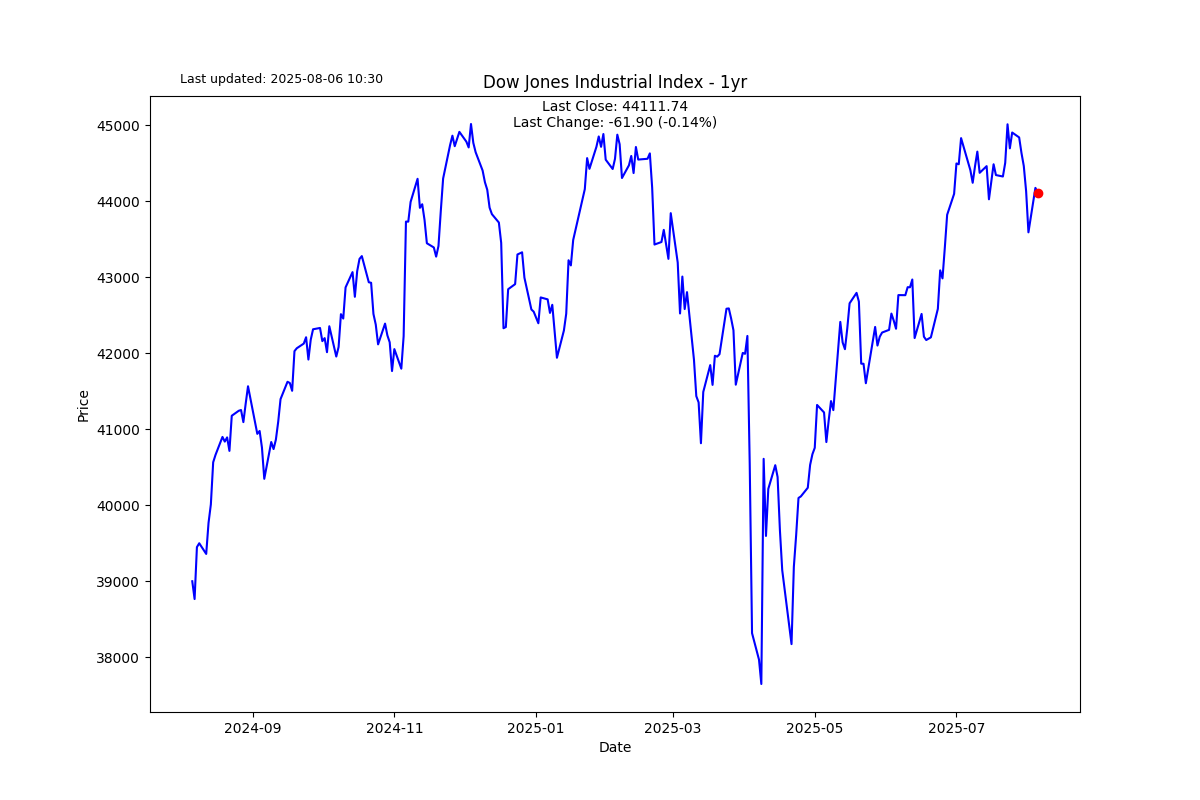 Last updated: 2025-08-06 10:30
Dow Jones Industrial Index - 1yr
Last Close: 44111.74
Last Change: -61.90 (-0.14%)
45000
44000
43000
42000
41000
40000
39000
38000
Price
2024-09
2024-11
2025-01
2025-03
2025-05
2025-07
Date